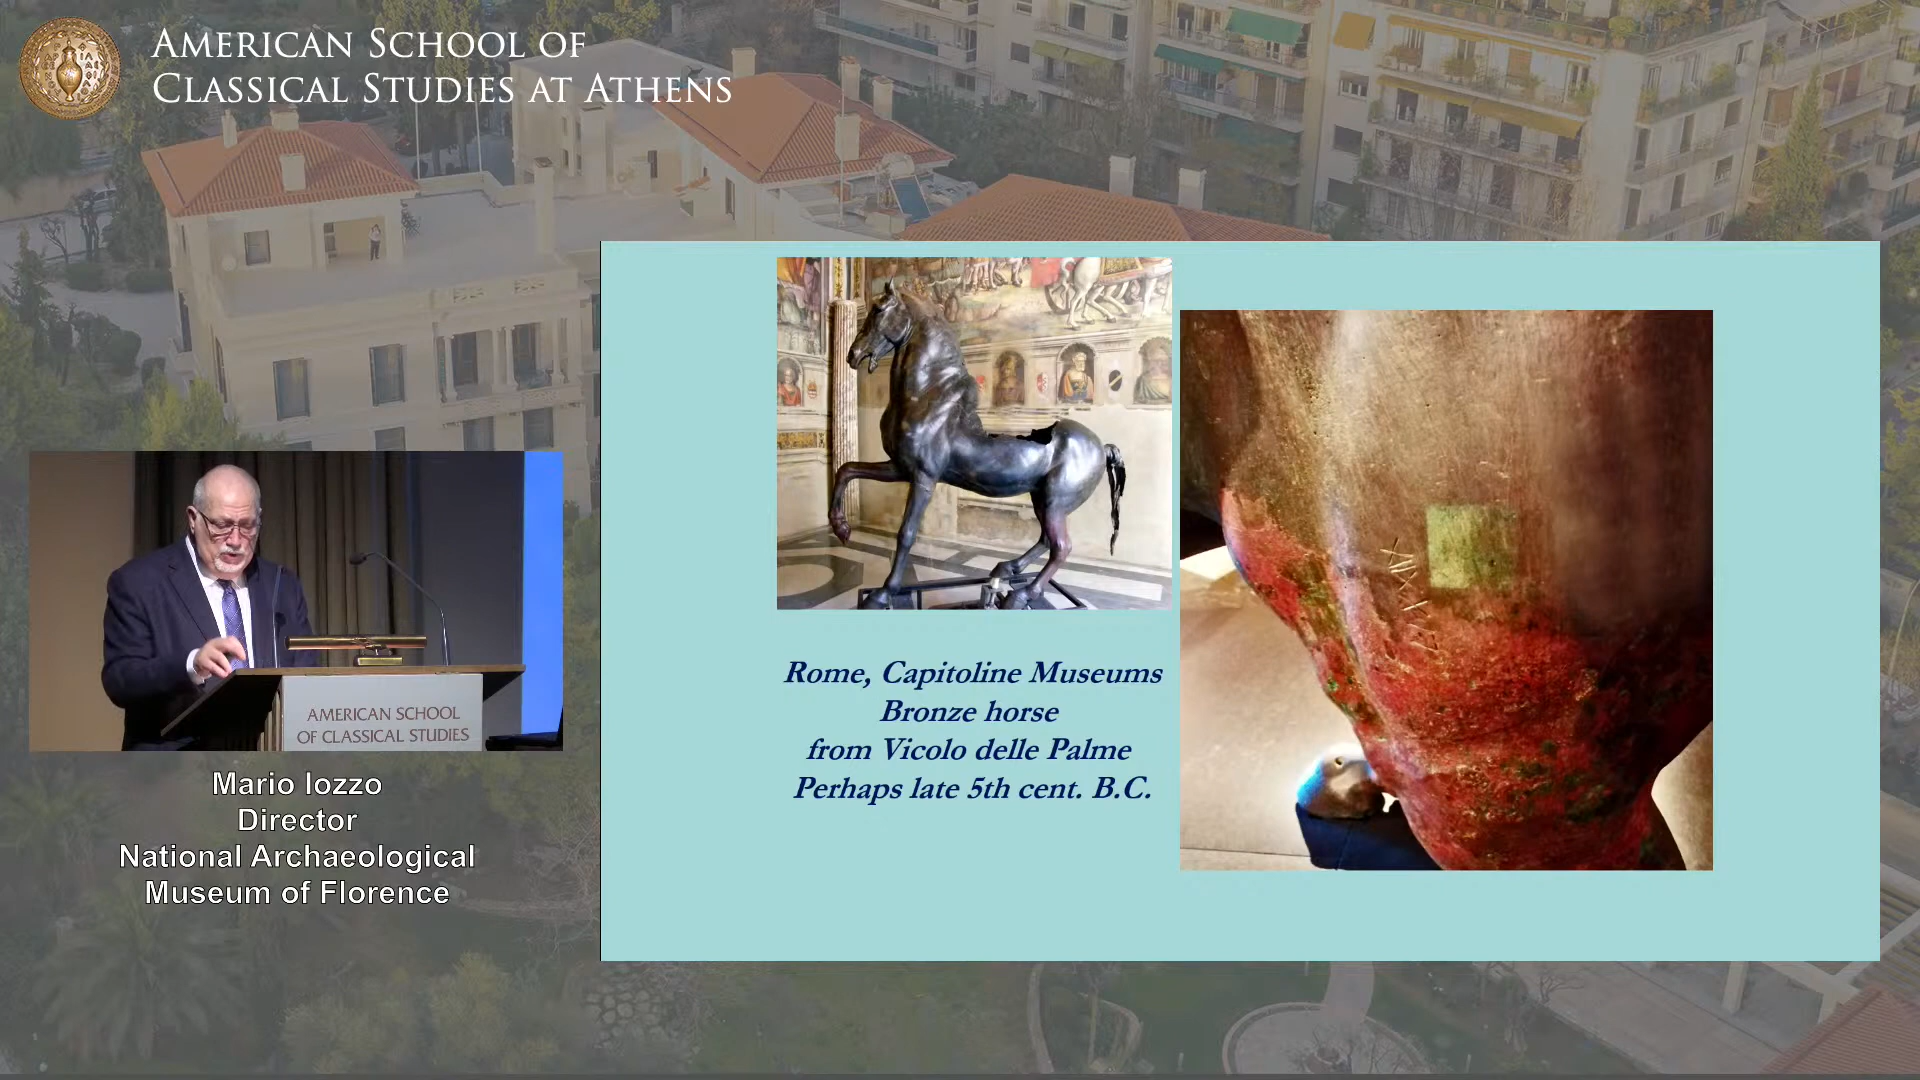 AMERICAN SCHOOL OF
CLASSICAL STUDIES AT ATHENS
AMERICAN SCHOOL
OF CLASSICAL STUDIES
Mario Iozzo
Director
National Archaeological
Museum of Florence
Rome, Capitoline Museums
Bronze horse
from Vicolo delle Palme
Perhaps late 5th cent. B.C.